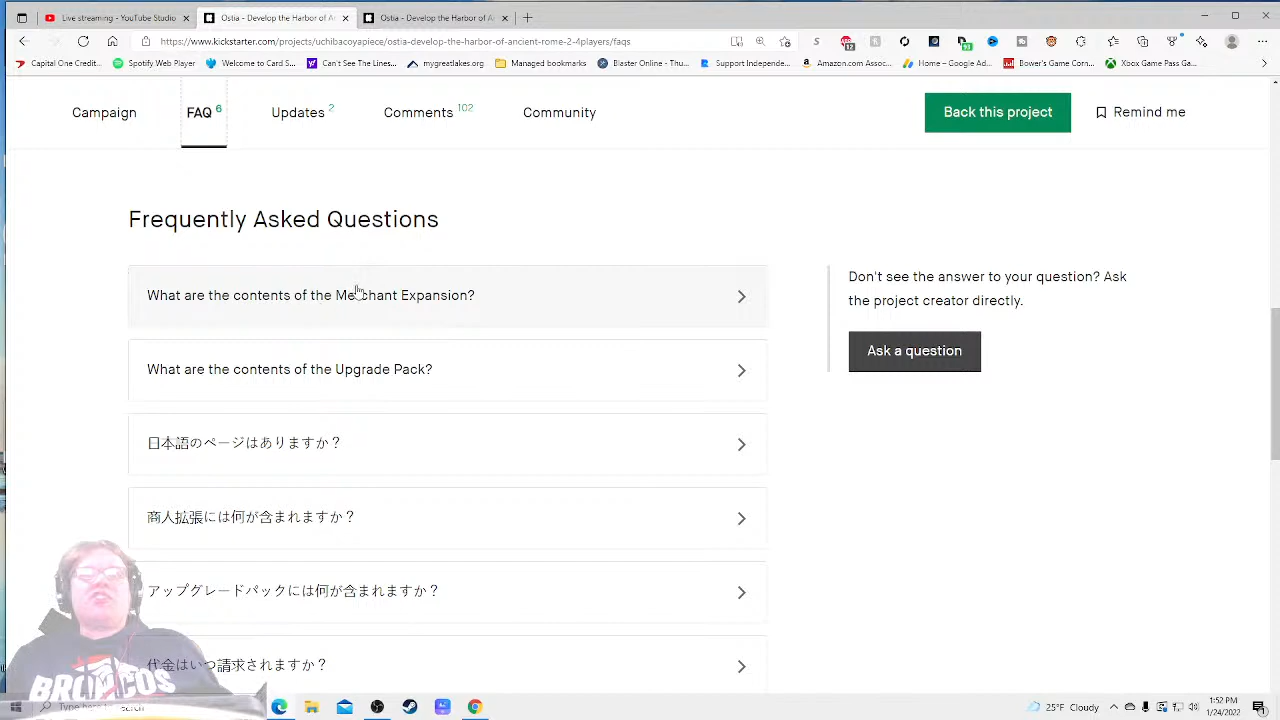 Live streaming - YouTube Studio
Ostia - Develop the Harbor of A
Ostia - Develop the Harbor of A
https://www.kickstarter.com/projects/uchibacoyapiece/ostia-develop-the-harbor-of-ancient-rome-2-4players/faqs
12
93
Capital One Credit...
Spotify Web Player
Welcome to Card S...
Can't See The Lines...
mygreatlakes.org
Managed bookmarks
Blaster Online - Thu...
Support Independe...
Amazon.com Assoc...
Home – Google Ad...
Bower's Game Corn...
Xbox Game Pass Ga...
Campaign
FAQ 6
Updates 2
Comments 102
Community
Back this project
Remind me
Frequently Asked Questions
What are the contents of the Merchant Expansion?
Don't see the answer to your question? Ask
the project creator directly.
Ask a question
What are the contents of the Upgrade Pack?
日本語のページはありますか？
商人拡張には何が含まれますか？
アップグレードパックには何が含まれますか？
代金はいつ請求されますか？
BRONCOS
Type here to search
25°F Cloudy
1:52 PM